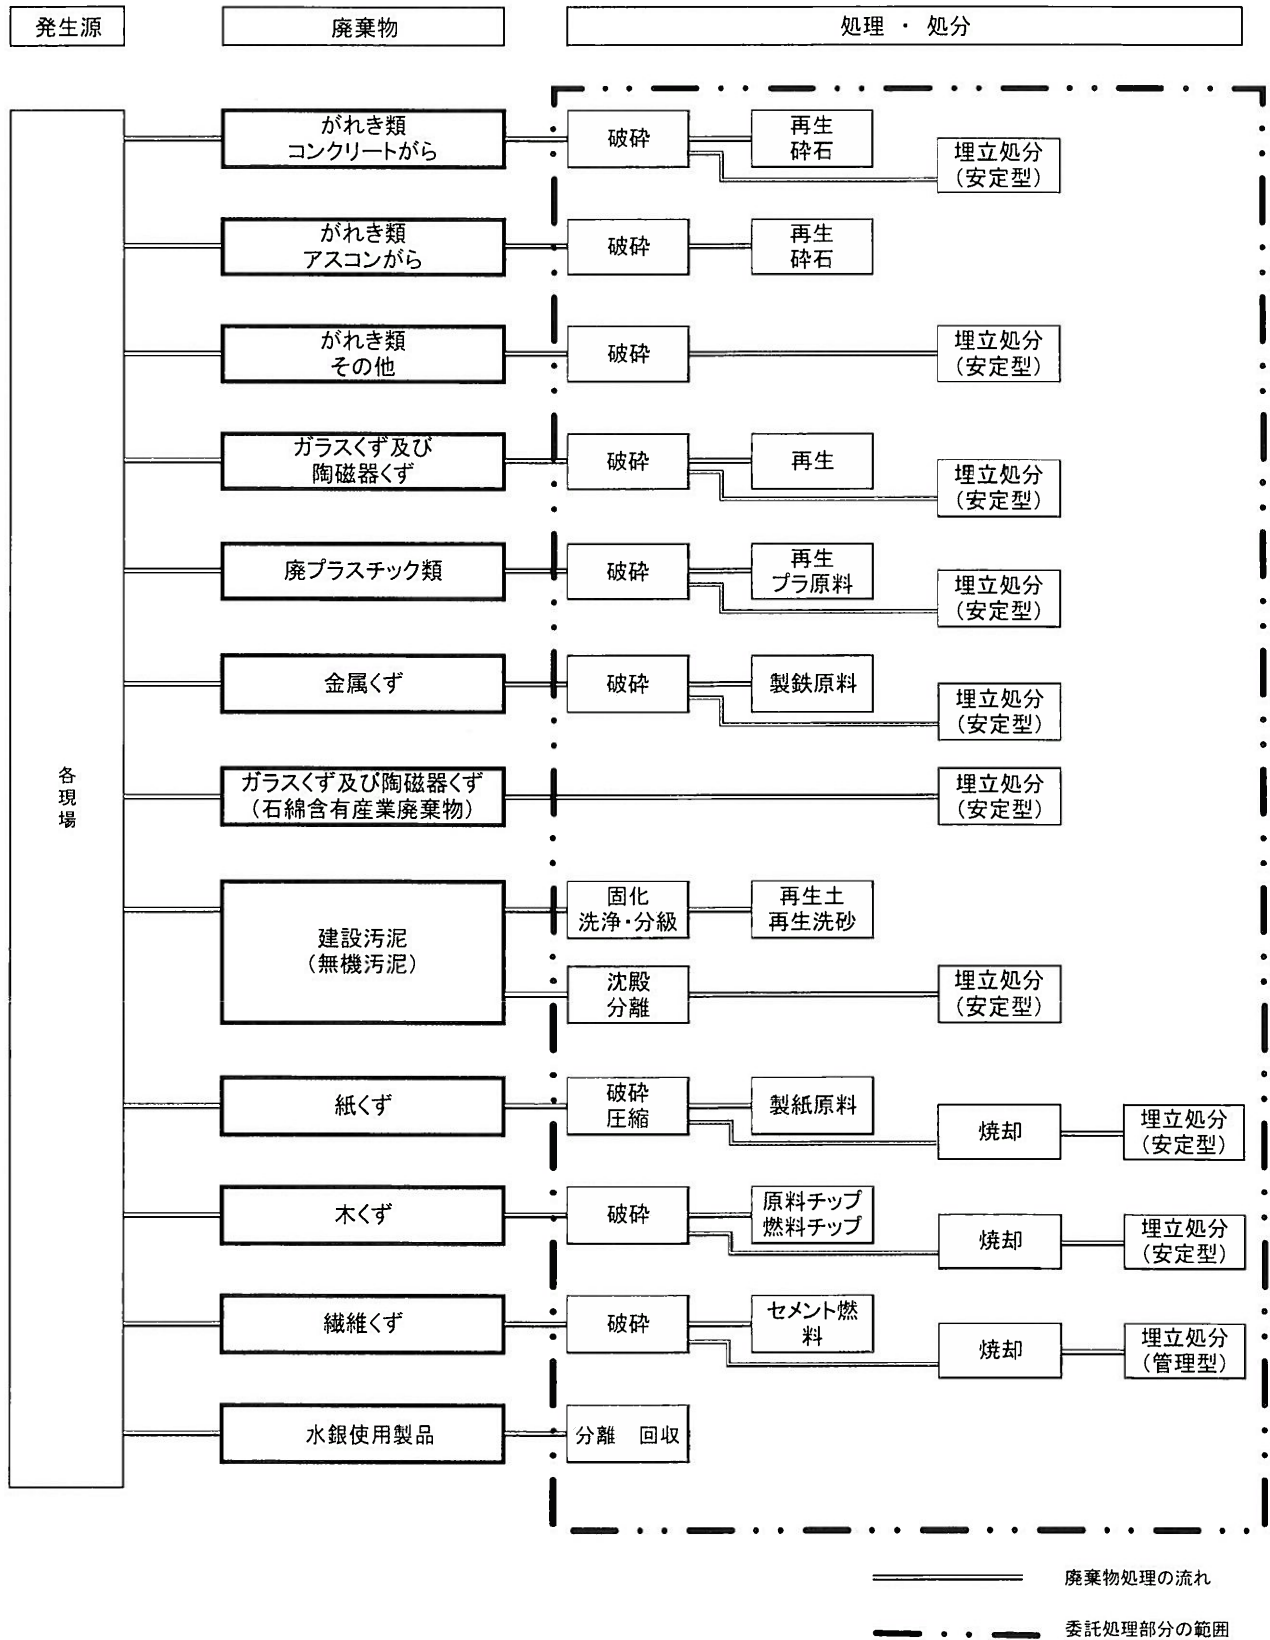 発生源
廃棄物
処理 ・ 処分
各現場
がれき類
コンクリートがら
破砕
再生
砕石
埋立処分
(安定型)
がれき類
アスコンがら
破砕
再生
砕石
がれき類
その他
破砕
埋立処分
(安定型)
ガラスくず及び
陶磁器くず
破砕
再生
埋立処分
(安定型)
廃プラスチック類
破砕
再生
プラ原料
埋立処分
(安定型)
金属くず
破砕
製鉄原料
埋立処分
(安定型)
ガラスくず及び陶磁器くず
(石綿含有産業廃棄物)
埋立処分
(安定型)
建設汚泥
(無機汚泥)
固化
洗浄・分級
再生土
再生洗砂
沈殿
分離
埋立処分
(安定型)
紙くず
破砕
圧縮
製紙原料
焼却
埋立処分
(安定型)
木くず
破砕
原料チップ
燃料チップ
焼却
埋立処分
(安定型)
繊維くず
破砕
セメント燃
料
焼却
埋立処分
(管理型)
水銀使用製品
分離 回収
廃棄物処理の流れ
委託処理部分の範囲